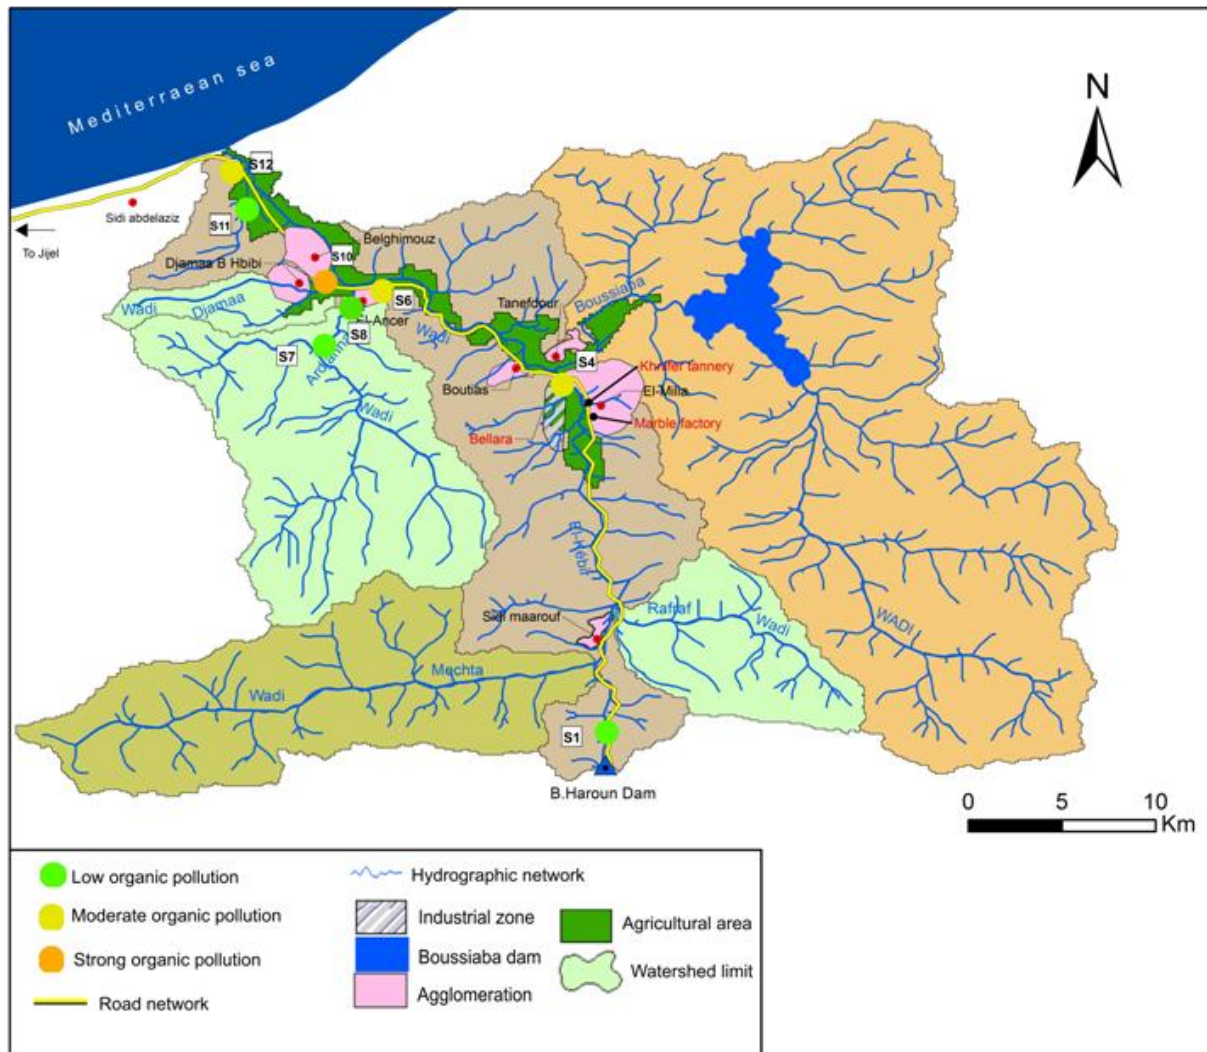 Mediterraean sea
N
S12
Sidi abdelaziz
S11
To Jijel
Belghimouz
S10
Djamaa B Hbibi
Wadi
Djamaa
S6
El-Ancer
S8
S7
Wadi
Wadi
Tanefdour
Boussiaba
S4
Boutias
El-Milia
Marble factory
Bellara
El-Kébir
Sidi maarouf
Rafraf
Wadi
WADI
Mechta
Wadi
S1
B.Haroun Dam
0 5 10
Km
Low organic pollution
Moderate organic pollution
Strong organic pollution
Road network
Hydrographic network
Industrial zone
Boussiaba dam
Agglomeration
Agricultural area
Watershed limit